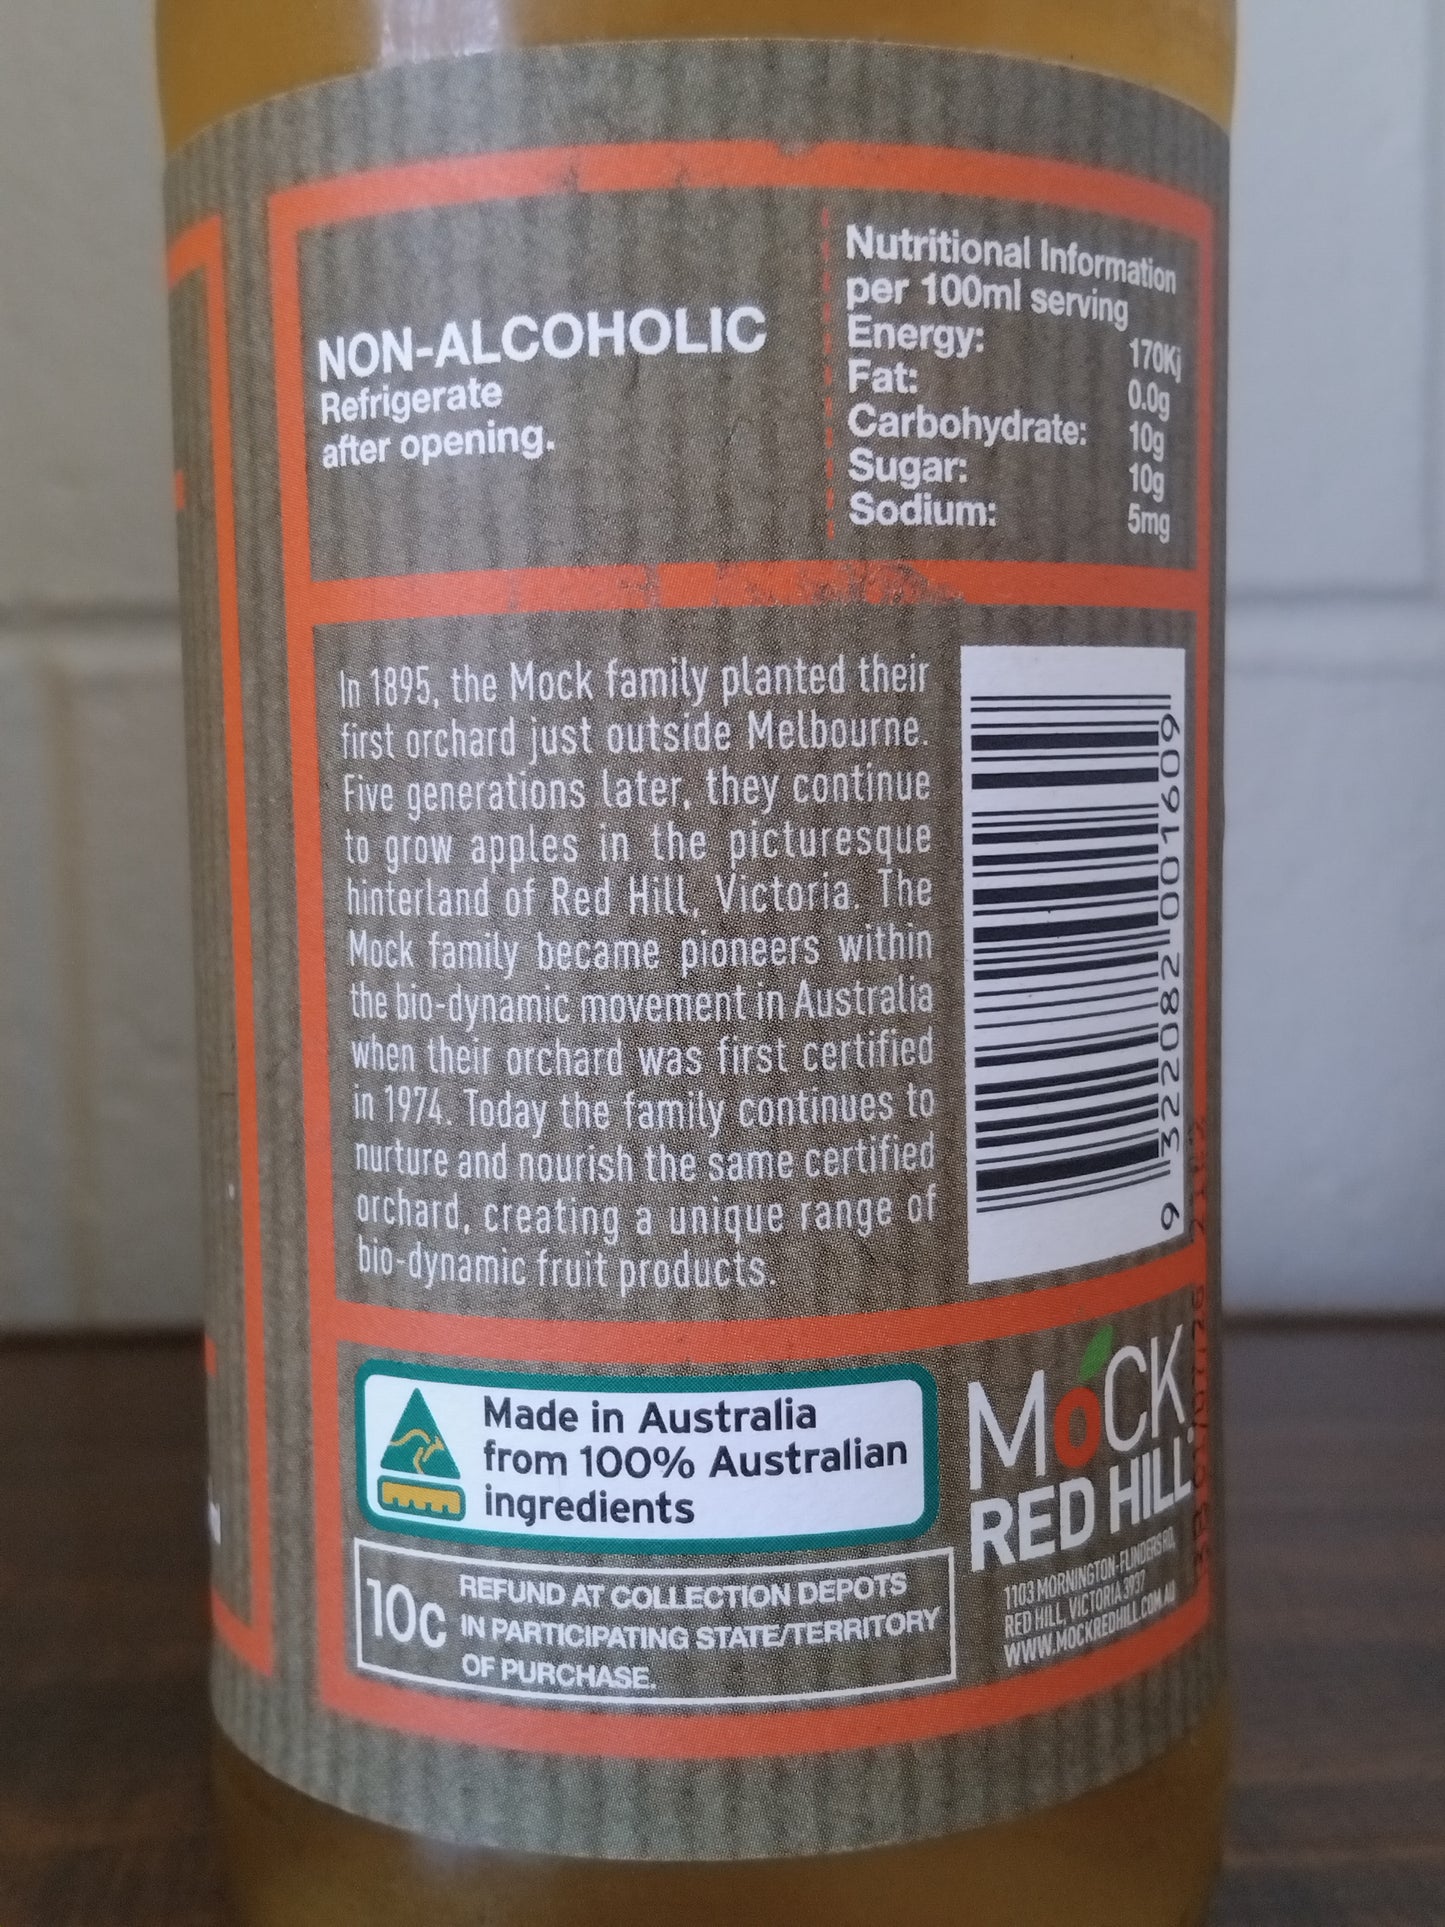 NON-ALCOHOLIC
Refrigerate
after opening.
Nutritional Information
per 100ml serving
Energy: 170Kj
Fat: 0.0g
Carbohydrate: 10g
Sugar: 10g
Sodium: 5mg
In 1895, the Mock family planted their
first orchard just outside Melbourne.
Five generations later, they continue
to grow apples in the picturesque
hinterland of Red Hill, Victoria. The
Mock family became pioneers within
the bio-dynamic movement in Australia
when their orchard was first certified
in 1974. Today the family continues to
nurture and nourish the same certified
orchard, creating a unique range of
bio-dynamic fruit products.
9 322082 001609
Made in Australia
from 100% Australian
ingredients
10c
REFUND AT COLLECTION DEPOTS
IN PARTICIPATING STATE/TERRITORY
OF PURCHASE.
MOCK
RED HILL
1103 MORNINGTON-FLINDERS RD,
RED HILL, VICTORIA 3937
WWW.MOCKREDHILL.COM.AU